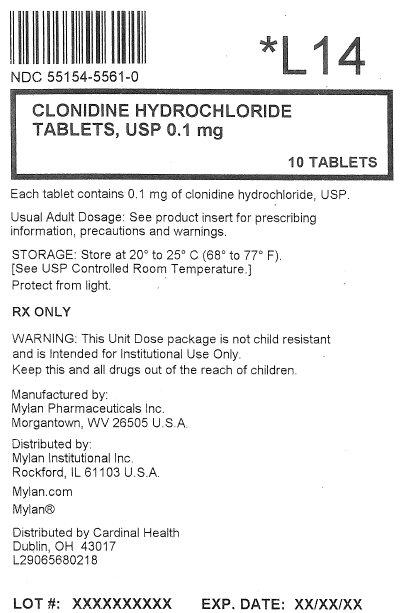 *L14
NDC 55154-5561-0
CLONIDINE HYDROCHLORIDE
TABLETS, USP 0.1 mg
10 TABLETS
Each tablet contains 0.1 mg of clonidine hydrochloride, USP.
Usual Adult Dosage: See product insert for prescribing
information, precautions and warnings.
STORAGE: Store at 20° to 25° C (68° to 77° F).
[See USP Controlled Room Temperature.]
Protect from light.
RX ONLY
WARNING: This Unit Dose package is not child resistant
and is Intended for Institutional Use Only.
Keep this and all drugs out of the reach of children.
Manufactured by:
Mylan Pharmaceuticals Inc.
Morgantown, WV 26505 U.S.A.
Distributed by:
Mylan Institutional Inc.
Rockford, IL 61103 U.S.A.
Mylan.com
Mylan®
Distributed by Cardinal Health
Dublin, OH 43017
L29065680218
LOT #: XXXXXXXXXX EXP. DATE: XX/XX/XX